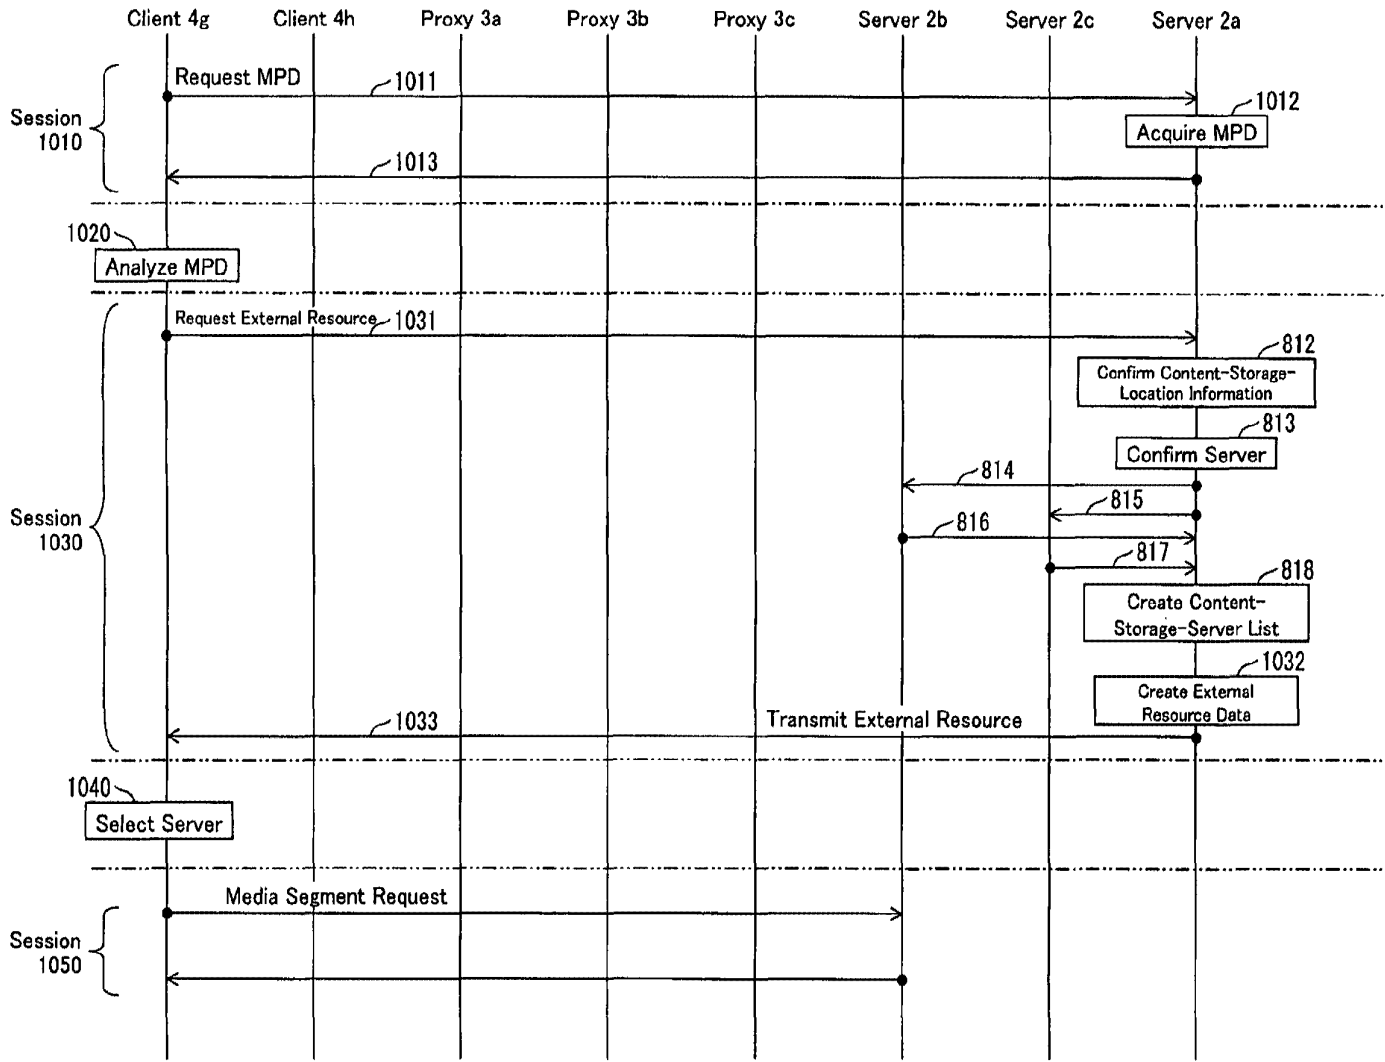 Client 4g
Client 4h
Proxy 3a
Proxy 3b
Proxy 3c
Server 2b
Server 2c
Server 2a
Request MPD
1011
1012
Session
1010
Acquire MPD
1013
1020
Analyze MPD
Request External Resource
1031
812
Confirm Content-Storage-
Location Information
813
Confirm Server
814
815
Session
1030
816
817
818
Create Content-
Storage-Server List
1032
Create External
Resource Data
1033
Transmit External Resource
1040
Select Server
Media Segment Request
Session
1050